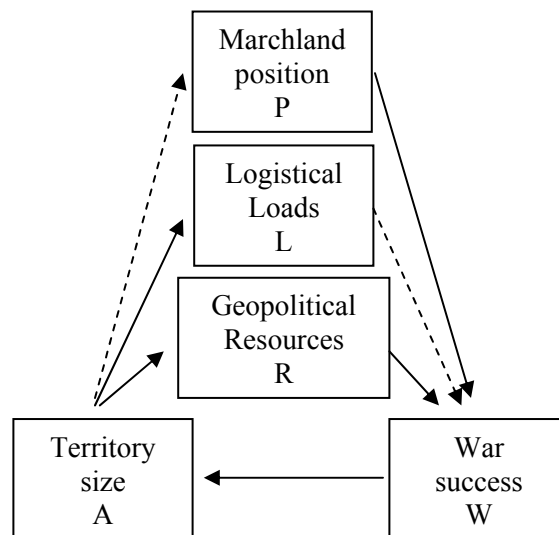 Marchland
position
P
Logistical
Loads
L
Geopolitical
Resources
R
Territory
size
A
War
success
W